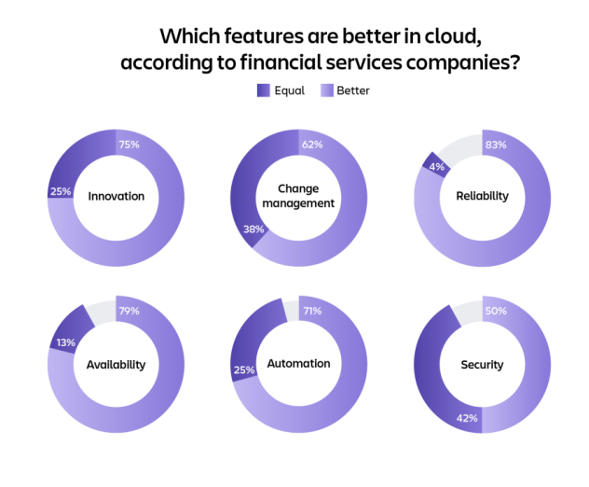 Which features are better in cloud,
according to financial services companies?
Equal Better
75%
25%
Innovation
62%
38%
Change
management
83%
4%
Reliability
79%
13%
Availability
71%
25%
Automation
50%
42%
Security